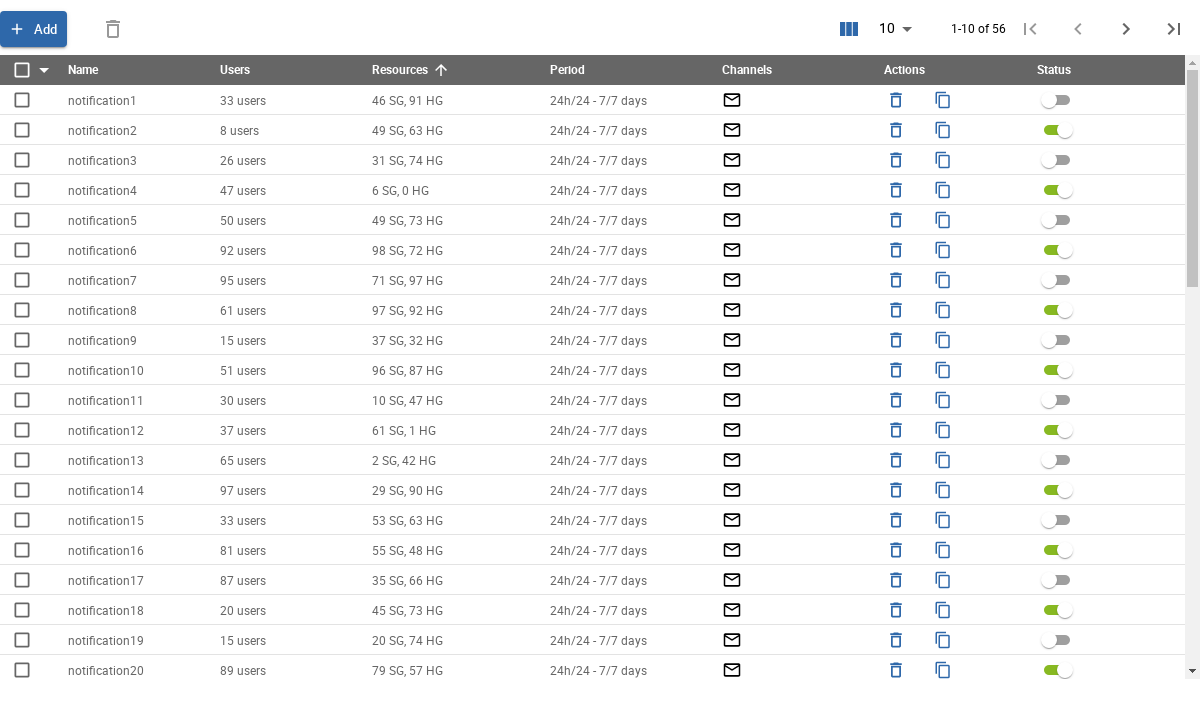 Add 10 1-10 of 56
Name Users Resources Period Channels Actions Status
notification1 33 users 46 SG, 91 HG 24h/24 - 7/7 days
notification2 8 users 49 SG, 63 HG 24h/24 - 7/7 days
notification3 26 users 31 SG, 74 HG 24h/24 - 7/7 days
notification4 47 users 6 SG, 0 HG 24h/24 - 7/7 days
notification5 50 users 49 SG, 73 HG 24h/24 - 7/7 days
notification6 92 users 98 SG, 72 HG 24h/24 - 7/7 days
notification7 95 users 71 SG, 97 HG 24h/24 - 7/7 days
notification8 61 users 97 SG, 92 HG 24h/24 - 7/7 days
notification9 15 users 37 SG, 32 HG 24h/24 - 7/7 days
notification10 51 users 96 SG, 87 HG 24h/24 - 7/7 days
notification11 30 users 10 SG, 47 HG 24h/24 - 7/7 days
notification12 37 users 61 SG, 1 HG 24h/24 - 7/7 days
notification13 65 users 2 SG, 42 HG 24h/24 - 7/7 days
notification14 97 users 29 SG, 90 HG 24h/24 - 7/7 days
notification15 33 users 53 SG, 63 HG 24h/24 - 7/7 days
notification16 81 users 55 SG, 48 HG 24h/24 - 7/7 days
notification17 87 users 35 SG, 66 HG 24h/24 - 7/7 days
notification18 20 users 45 SG, 73 HG 24h/24 - 7/7 days
notification19 15 users 20 SG, 74 HG 24h/24 - 7/7 days
notification20 89 users 79 SG, 57 HG 24h/24 - 7/7 days